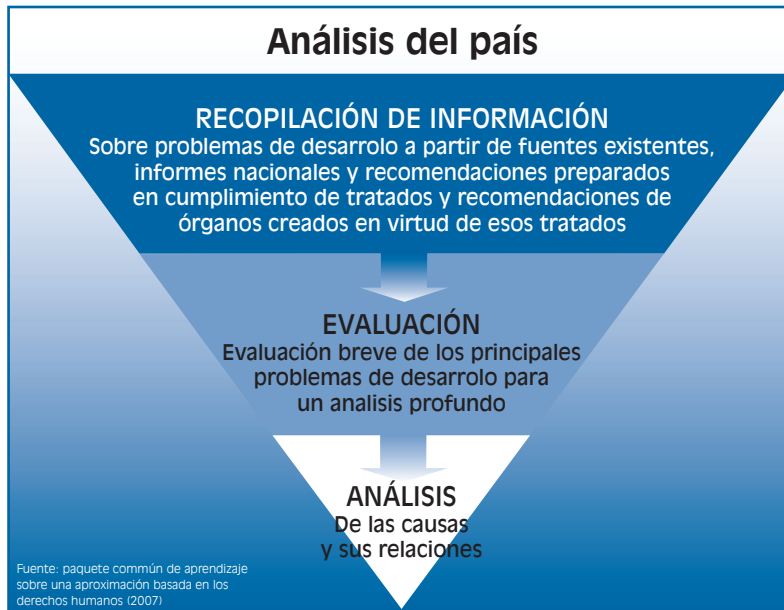 Análisis del país
RECOPILACIÓN DE INFORMACIÓN
Sobre problemas de desarrolo a partir de fuentes existentes,
informes nacionales y recomendaciones preparados
en cumplimiento de tratados y recomendaciones de
órganos creados en virtud de esos tratados
EVALUACIÓN
Evaluación breve de los principales
problemas de desarrolo para
un analisis profundo
ANÁLISIS
De las causas
y sus relaciones
Fuente: paquete commún de aprendizaje
sobre una aproximación basada en los
derechos humanos (2007)